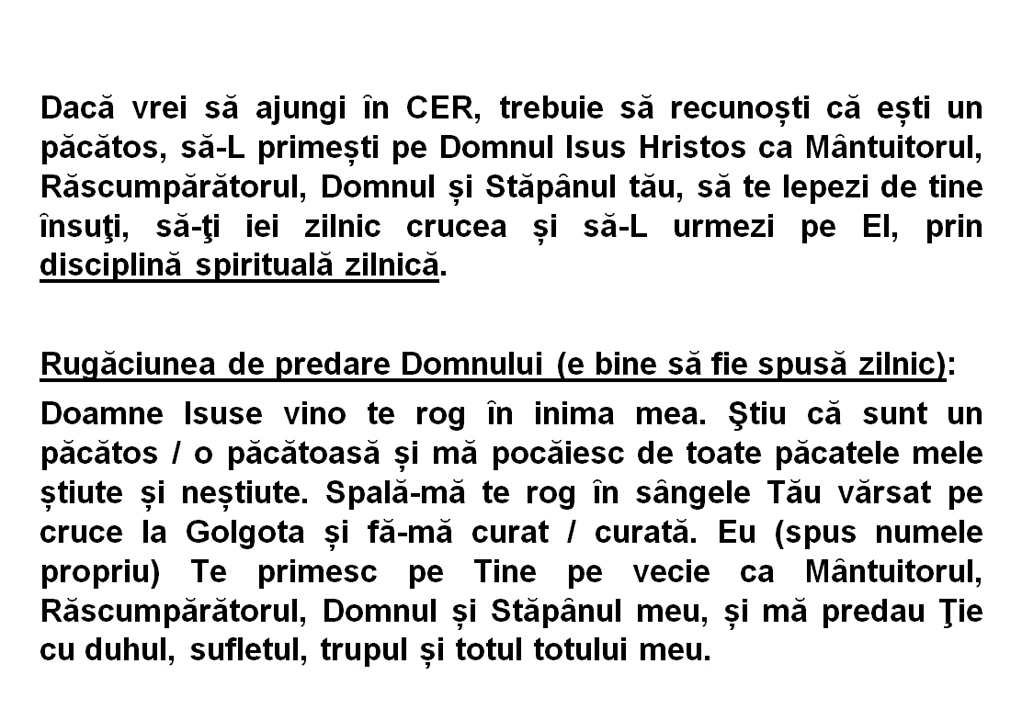 Dacă vrei să ajungi în CER, trebuie să recunoști că ești un
păcătos, să-L primești pe Domnul Isus Hristos ca Mântuitorul,
Răscumpărătorul, Domnul și Stăpânul tău, să te lepezi de tine
însuţi, să-ţi iei zilnic crucea și să-L urmezi pe El, prin
disciplină spirituală zilnică.
Rugăciunea de predare Domnului (e bine să fie spusă zilnic):
Doamne Isuse vino te rog în inima mea. Ştiu că sunt un
păcătos / o păcătoasă și mă pocăiesc de toate păcatele mele
știute și neștiute. Spală-mă te rog în sângele Tău vărsat pe
cruce la Golgota și fă-mă curat / curată. Eu (spus numele
propriu) Te primesc pe Tine pe vecie ca Mântuitorul,
Răscumpărătorul, Domnul și Stăpânul meu, și mă predau Ţie
cu duhul, sufletul, trupul și totul totului meu.